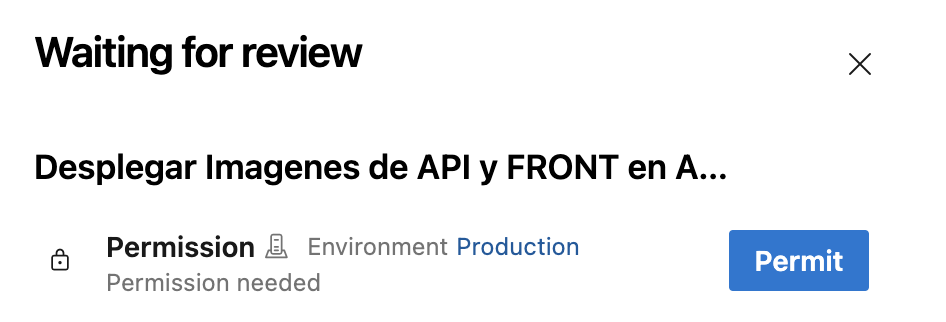 Waiting for review
Desplegar Imagenes de API y FRONT en A...
Permission Environment Production
Permission needed
Permit